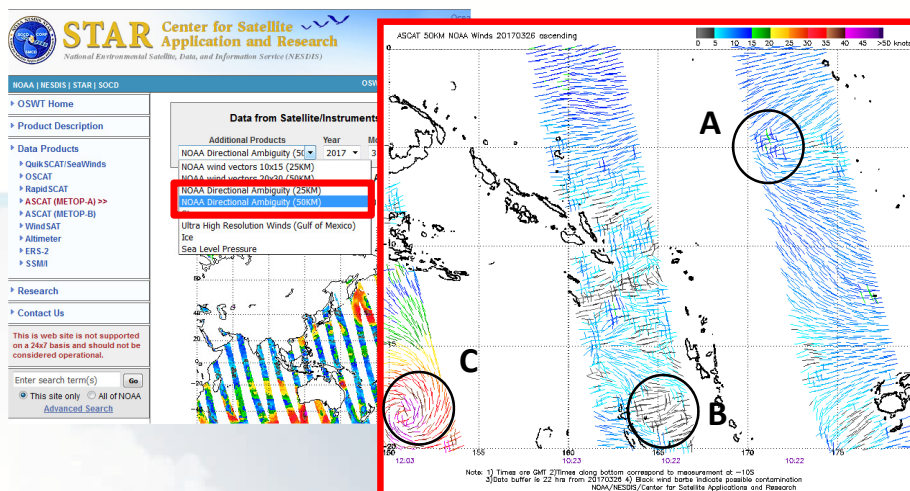 STAR Center for Satellite
Application and Research
National Environmental Satellite, Data, and Information Service (NESDIS)
NOAA | NESDIS | STAR | SOCD
OSWT Home
Product Description
Data Products
QuikSCAT/SeaWinds
OSCAT
RapidSCAT
ASCAT (METOP-A) >>
ASCAT (METOP-B)
WindSAT
Altimeter
ERS-2
SSM/I
Research
Contact Us
This is web site is not supported
on a 24x7 basis and should not be
considered operational.
Enter search term(s) Go
This site only All of NOAA
Advanced Search
Data from Satellite/Instruments
Additional Products Year Mo
NOAA Directional Ambiguity (50 2017 3
NOAA wind vectors 10x15 (25KM)
NOAA wind vectors 20x30 (50KM)
NOAA Directional Ambiguity (25KM)
NOAA Directional Ambiguity (50KM)
Ultra High Resolution Winds (Gulf of Mexico)
Ice
Sea Level Pressure
ASCAT 50KM NOAA Winds 20170326 ascending
0 5 10 15 20 25 30 35 40 45 >50 knots
A
B
C
0
-5
-10
-15
-20
155 160 165 170 175
12:03 10:23 10:22 10:22
Note: 1) Times are GMT 2)Times along bottom correspond to measurement at -10S
3)Data buffer is 22 hrs from 20170326 4) Black wind barbs indicate possible contamination
NOAA/NESDIS/Center for Satellite Applications and Research